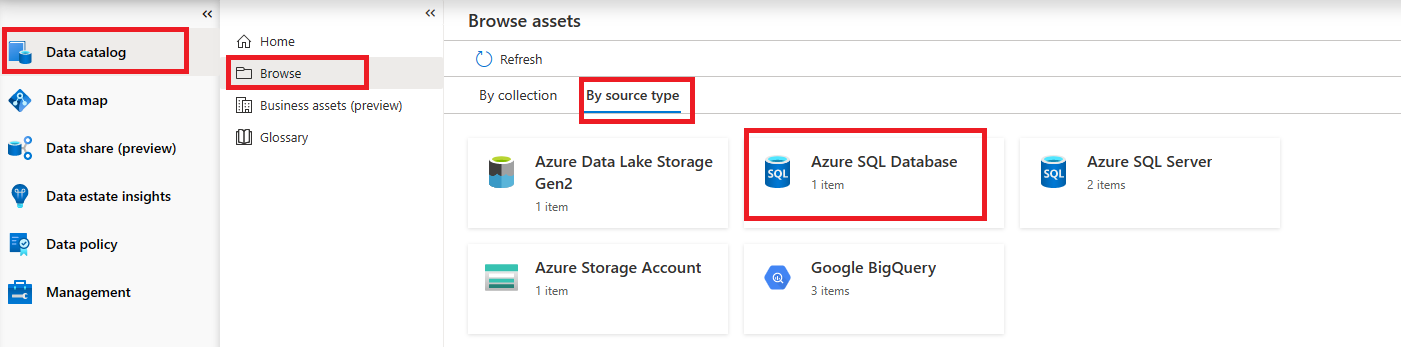 Data catalog
Data map
Data share (preview)
Data estate insights
Data policy
Management
Home
Browse
Business assets (preview)
Glossary
Browse assets
Refresh
By collection
By source type
Azure Data Lake Storage
Gen2
1 item
SQL
Azure SQL Database
1 item
SQL
Azure SQL Server
2 items
Azure Storage Account
1 item
Google BigQuery
3 items